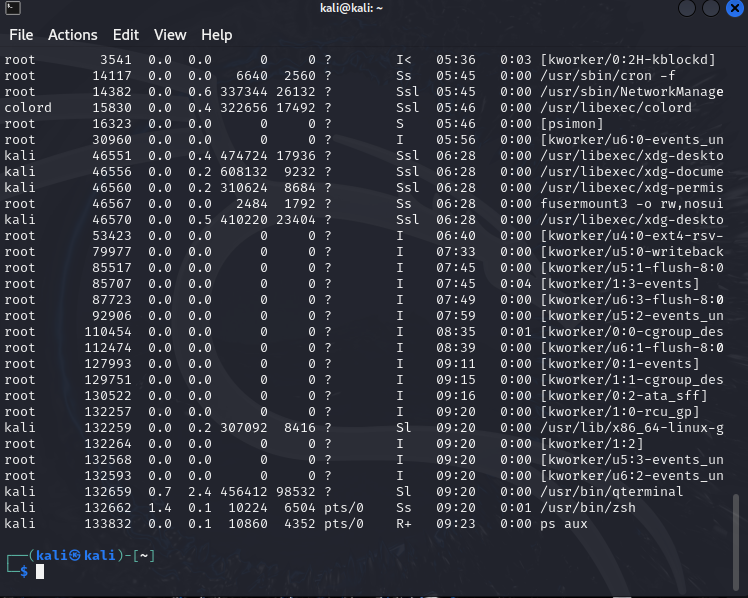 kali@kali: ~
File Actions Edit View Help
root 3541 0.0 0.0 0 0 ? I< 05:36 0:03 [kworker/0:2H-kblockd]
root 14117 0.0 0.0 6640 2560 ? Ss 05:45 0:00 /usr/sbin/cron -f
root 14382 0.0 0.6 337344 26132 ? Ssl 05:45 0:00 /usr/sbin/NetworkManage
colord 15830 0.0 0.4 322656 17492 ? Ssl 05:46 0:00 /usr/libexec/colord
root 16323 0.0 0.0 0 0 ? S 05:46 0:00 [psimon]
root 30960 0.0 0.0 0 0 ? I 05:56 0:00 [kworker/u6:0-events_un
kali 46551 0.0 0.4 474724 17936 ? Ssl 06:28 0:00 /usr/libexec/xdg-deskto
kali 46556 0.0 0.2 608132 9232 ? Ssl 06:28 0:00 /usr/libexec/xdg-docume
kali 46560 0.0 0.2 310624 8684 ? Ssl 06:28 0:00 /usr/libexec/xdg-permis
root 46567 0.0 0.0 2484 1792 ? Ss 06:28 0:00 fusermount3 -o rw,nosui
kali 46570 0.0 0.5 410220 23404 ? Ssl 06:28 0:00 /usr/libexec/xdg-deskto
root 53423 0.0 0.0 0 0 ? I 06:40 0:00 [kworker/u4:0-ext4-rsv-
root 79977 0.0 0.0 0 0 ? I 07:33 0:00 [kworker/u5:0-writeback
root 85517 0.0 0.0 0 0 ? I 07:45 0:00 [kworker/u5:1-flush-8:0
root 85707 0.0 0.0 0 0 ? I 07:45 0:04 [kworker/1:3-events]
root 87723 0.0 0.0 0 0 ? I 07:49 0:00 [kworker/u6:3-flush-8:0
root 92906 0.0 0.0 0 0 ? I 07:59 0:00 [kworker/u5:2-events_un
root 110454 0.0 0.0 0 0 ? I 08:35 0:01 [kworker/0:0-cgroup_des
root 112474 0.0 0.0 0 0 ? I 08:39 0:00 [kworker/u6:1-flush-8:0
root 127993 0.0 0.0 0 0 ? I 09:11 0:00 [kworker/0:1-events]
root 129751 0.0 0.0 0 0 ? I 09:15 0:00 [kworker/1:1-cgroup_des
root 130522 0.0 0.0 0 0 ? I 09:16 0:00 [kworker/0:2-ata_sff]
root 132257 0.0 0.0 0 0 ? I 09:20 0:00 [kworker/1:0-rcu_gp]
kali 132259 0.0 0.2 307092 8416 ? Sl 09:20 0:00 /usr/lib/x86_64-linux-g
root 132264 0.0 0.0 0 0 ? I 09:20 0:00 [kworker/1:2]
root 132568 0.0 0.0 0 0 ? I 09:20 0:00 [kworker/u5:3-events_un
root 132593 0.0 0.0 0 0 ? I 09:20 0:00 [kworker/u6:2-events_un
kali 132659 0.7 2.4 456412 98532 ? Sl 09:20 0:00 /usr/bin/qterminal
kali 132662 1.4 0.1 10224 6504 pts/0 Ss 09:20 0:01 /usr/bin/zsh
kali 133832 0.0 0.1 10860 4352 pts/0 R+ 09:23 0:00 ps aux
┌──(kali㉿kali)-[~]
└─$